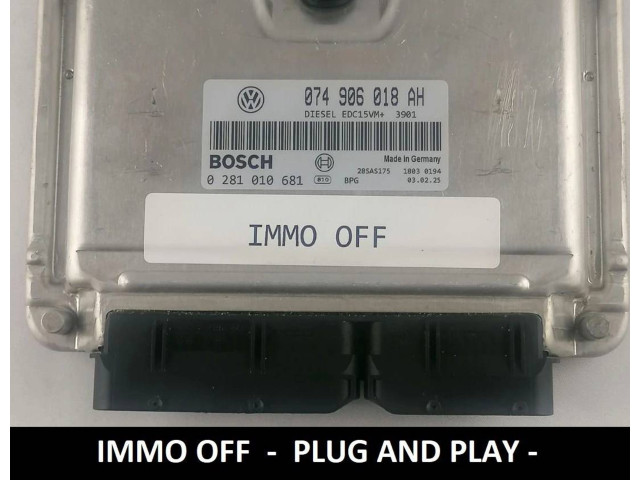 074 906 018 AH
DIESEL EDC15VM+ 3901
BOSCH
Made in Germany
0 281 010 681
BPG
28SAS175 1803 0194
03.02.25
IMMO OFF
IMMO OFF - PLUG AND PLAY -